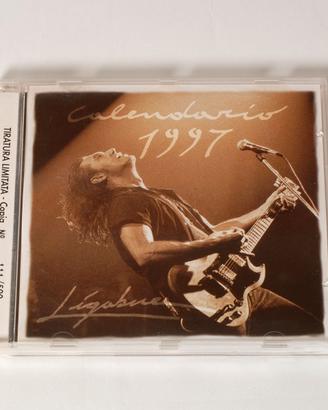 Calendario
1997
Ligabue
TIRATURA LIMITATA - Copia N°